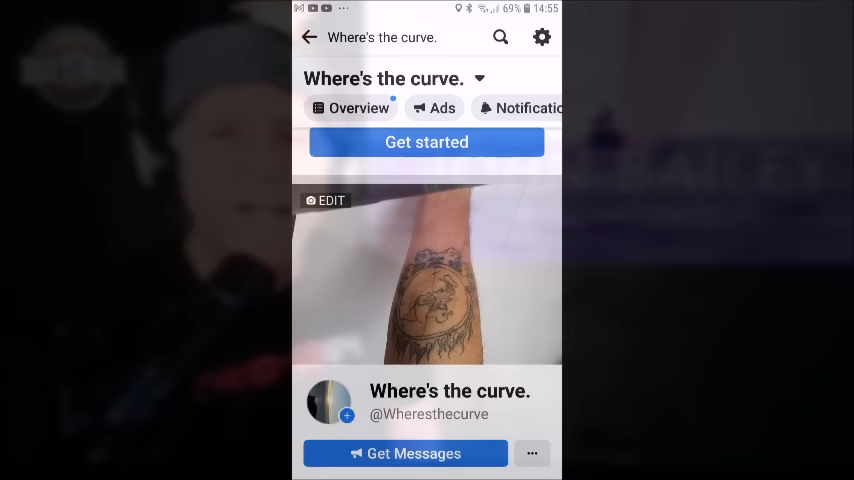 69% 14:55
Where's the curve.
Where's the curve.
Overview Ads Notificatio
Get started
EDIT
BAILEY
Where's the curve.
@Wheresthecurve
Get Messages